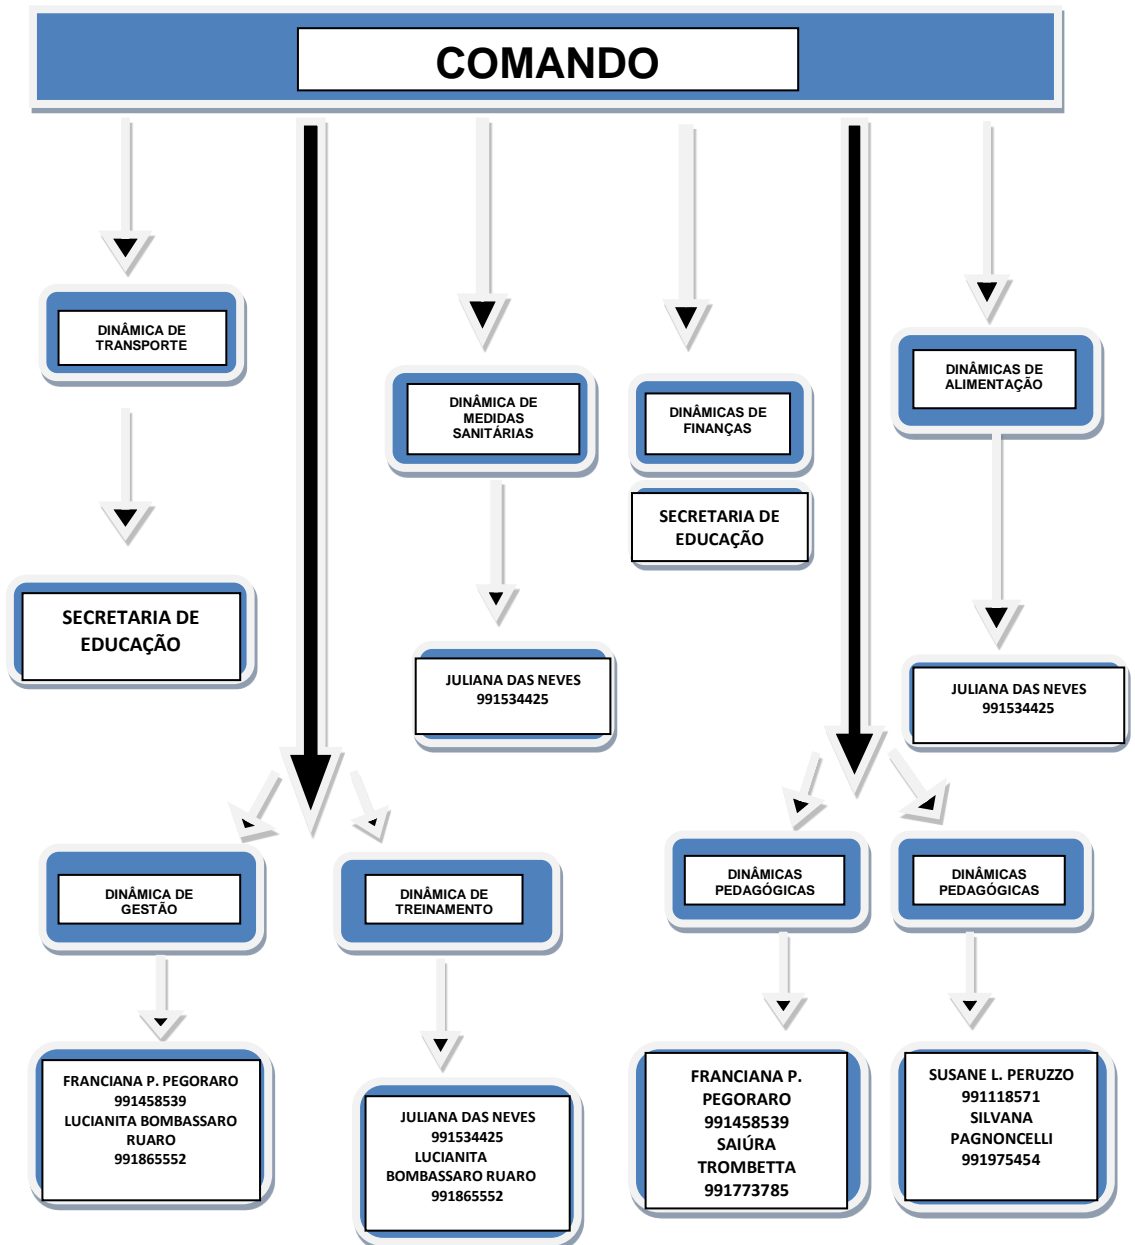 COMANDO
DINÂMICA DE
TRANSPORTE
SECRETARIA DE
EDUCAÇÃO
DINÂMICA DE
MEDIDAS
SANITÁRIAS
JULIANA DAS NEVES
991534425
DINÂMICAS DE
FINANÇAS
SECRETARIA DE
EDUCAÇÃO
DINÂMICAS DE
ALIMENTAÇÃO
JULIANA DAS NEVES
991534425
DINÂMICA DE
GESTÃO
FRANCIANA P. PEGORARO
991458539
LUCIANITA BOMBASSARO
RUARO
991865552
DINÂMICA DE
TREINAMENTO
JULIANA DAS NEVES
991534425
LUCIANITA
BOMBASSARO RUARO
991865552
DINÂMICAS
PEDAGÓGICAS
FRANCIANA P.
PEGORARO
991458539
SAIÚRA
TROMBETTA
991773785
DINÂMICAS
PEDAGÓGICAS
SUSANE L. PERUZZO
991118571
SILVANA
PAGNONCELLI
991975454